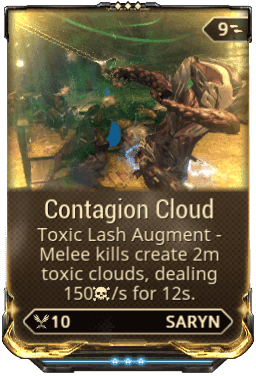 9
Contagion Cloud
Toxic Lash Augment -
Melee kills create 2m
toxic clouds, dealing
150/s for 12s.
10 SARYN